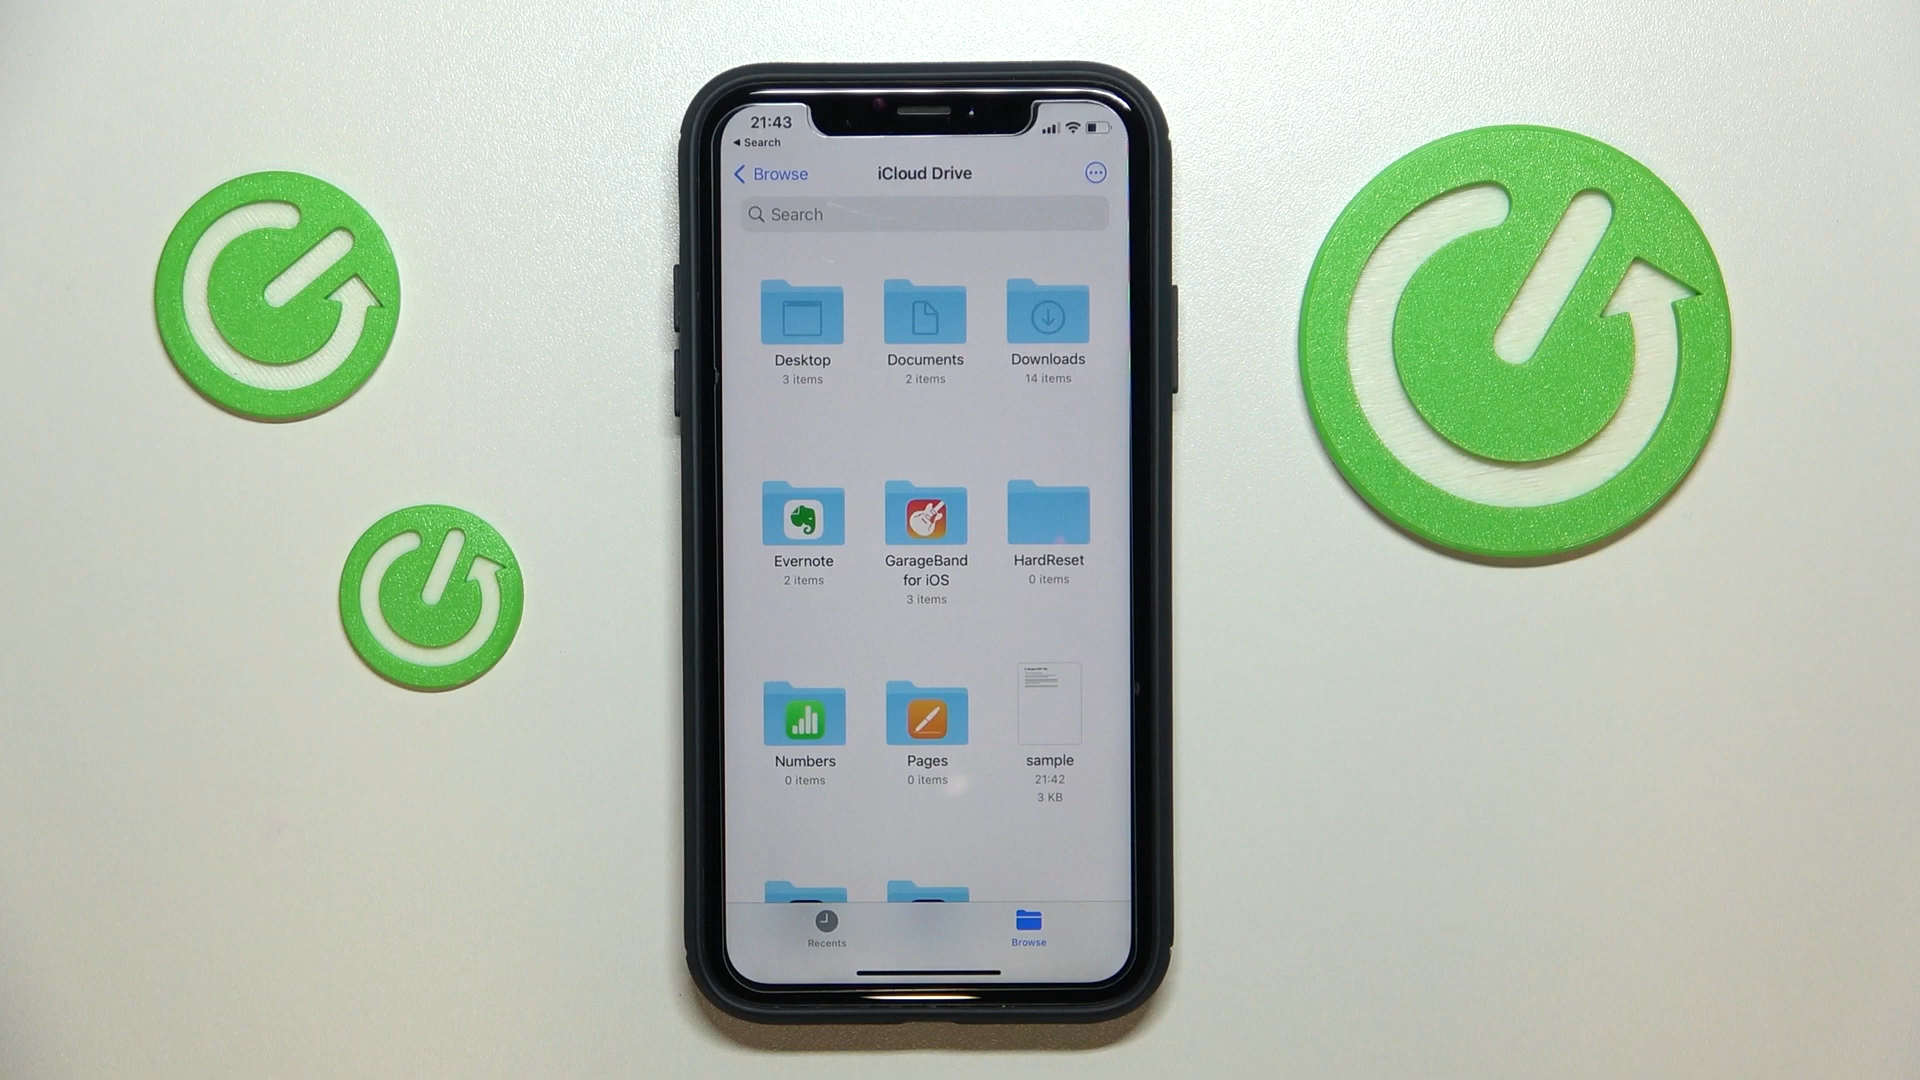 21:43
◀ Search
Browse
iCloud Drive
Search
Desktop
3 items
Documents
2 items
Downloads
14 items
Evernote
2 items
GarageBand
for iOS
3 items
HardReset
0 items
Numbers
0 items
Pages
0 items
sample
21:42
3 KB
Recents
Browse